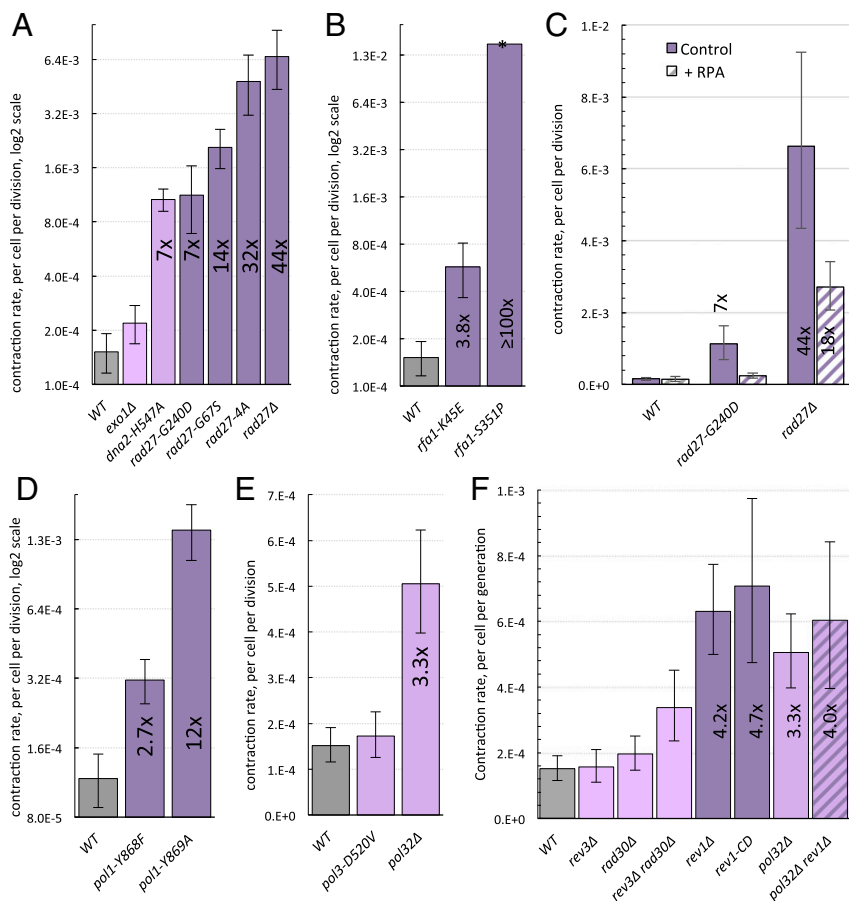 A
contraction rate, per cell per division, log2 scale
6.4E-3
3.2E-3
1.6E-3
8.0E-4
4.0E-4
2.0E-4
1.0E-4
7x
7x
14x
32x
44x
WT
exo1Δ
dna2-H547A
rad27-G240D
rad27-G67S
rad27-4A
rad27Δ
B
contraction rate, per cell per division, log2 scale
1.3E-2
6.4E-3
3.2E-3
1.6E-3
8.0E-4
4.0E-4
2.0E-4
1.0E-4
*
3.8x
≥100x
WT
rfa1-K45E
rfa1-S351P
C
contraction rate, per cell per division
1.E-2
8.E-3
6.E-3
4.E-3
2.E-3
0.E+0
Control
+ RPA
7x
44x
18x
WT
rad27-G240D
rad27Δ
D
contraction rate, per cell per division, log2 scale
1.3E-3
6.4E-4
3.2E-4
1.6E-4
8.0E-5
2.7x
12x
WT
pol1-Y868F
pol1-Y869A
E
contraction rate, per cell per division
7.E-4
6.E-4
5.E-4
4.E-4
3.E-4
2.E-4
1.E-4
0.E+0
3.3x
WT
pol3-D520V
pol32Δ
F
Contraction rate, per cell per generation
1.E-3
8.E-4
6.E-4
4.E-4
2.E-4
0.E+0
4.2x
4.7x
3.3x
4.0x
WT
rev3Δ
rad30Δ
rev3Δ rad30Δ
rev1Δ
rev1-CD
pol32Δ
pol32Δ rev1Δ